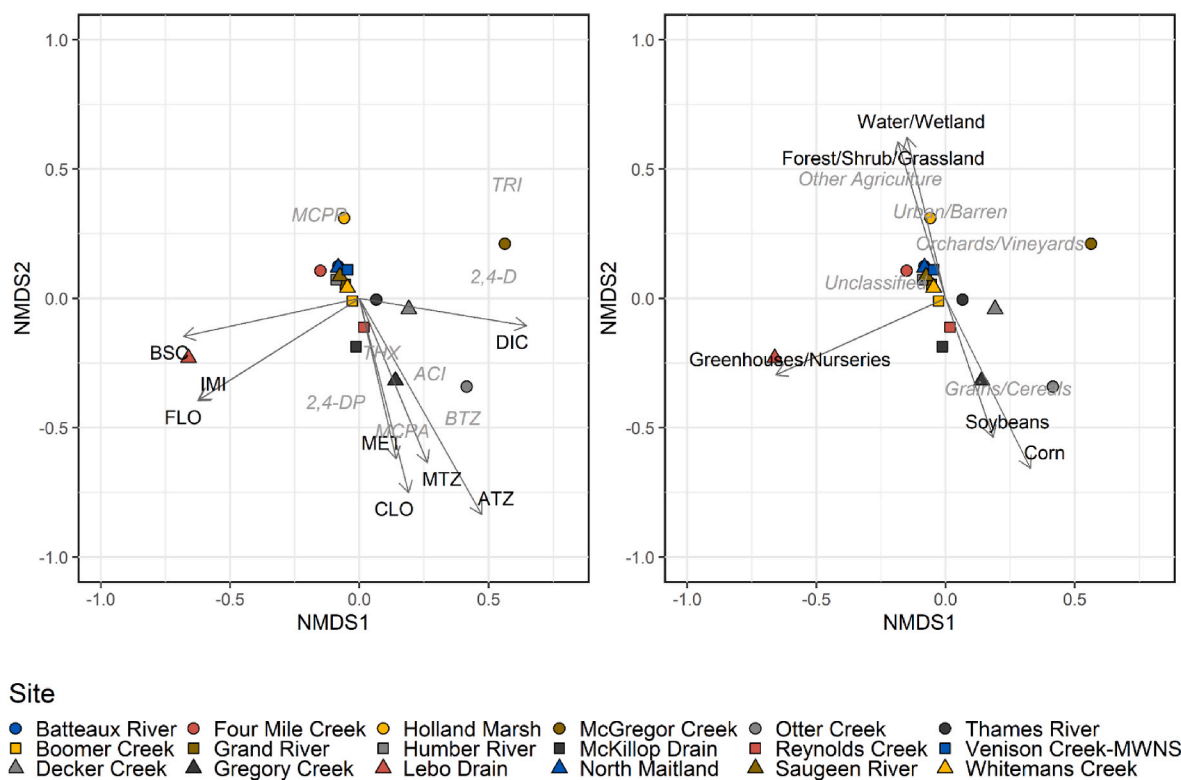 1.0
0.5
0.0
-0.5
-1.0
NMDS2
-1.0 -0.5 0.0 0.5
NMDS1
TRI
MCPP
2,4-D
DIC
BSC
IMI
FLO
THX
ACI
2,4-DP
BTZ
MCPA
MET
MTZ
ATZ
CLO
1.0
0.5
0.0
-0.5
-1.0
NMDS2
-1.0 -0.5 0.0 0.5
NMDS1
Water/Wetland
Forest/Shrub/Grassland
Other Agriculture
Urban/Barren
Orchards/Vineyards
Unclassified
Greenhouses/Nurseries
Grains/Cereals
Soybeans
Corn
Site
Batteaux River Four Mile Creek Holland Marsh McGregor Creek Otter Creek Thames River
Boomer Creek Grand River Humber River McKillop Drain Reynolds Creek Venison Creek-MWNS
Decker Creek Gregory Creek Lebo Drain North Maitland Saugeen River Whitemans Creek